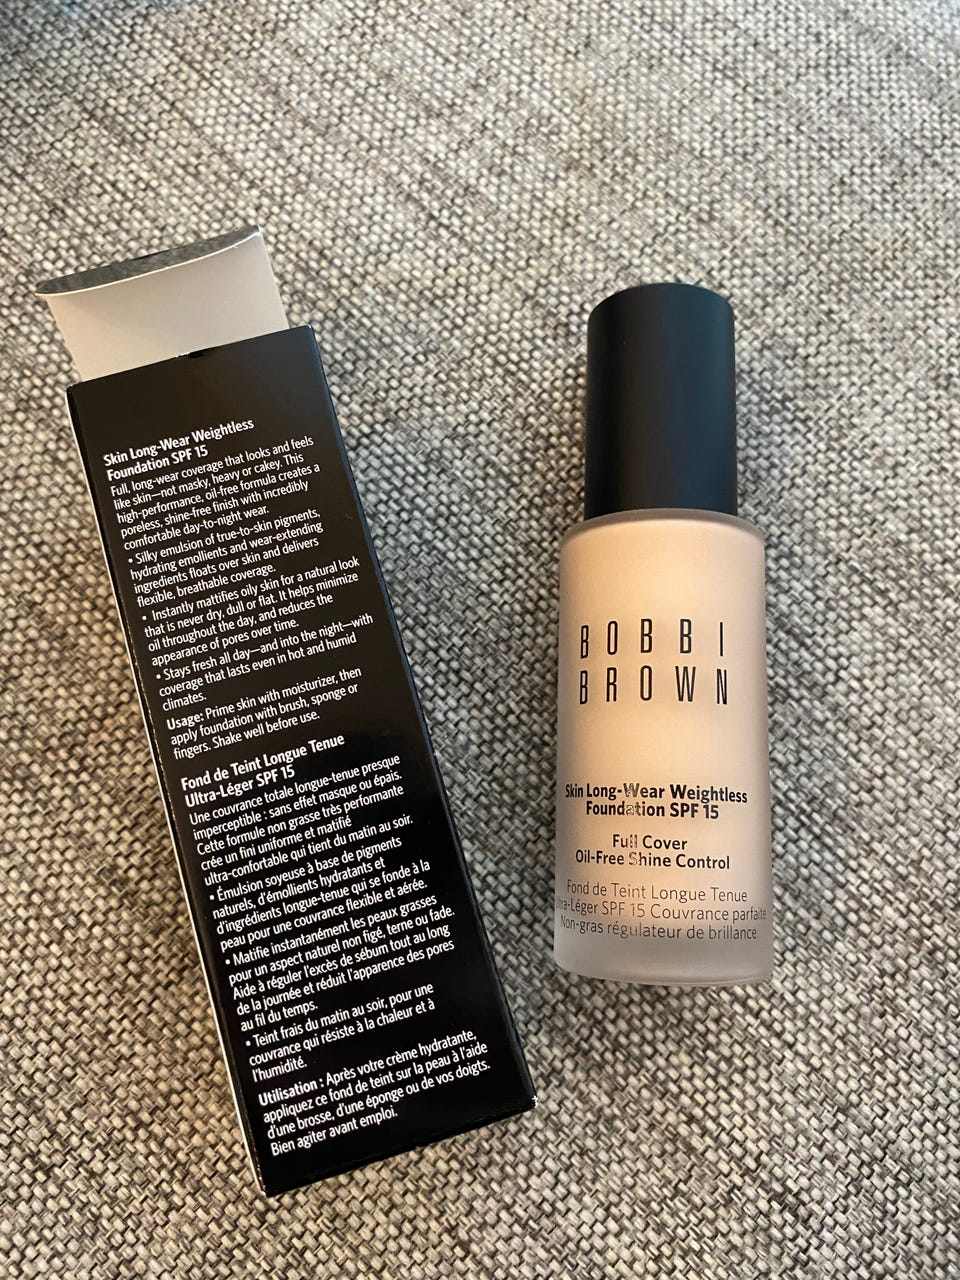 Skin Long-Wear Weightless
Foundation SPF 15
Full, long-wear coverage that looks and feels
like skin—not masky, heavy or cakey. This
high-performance, oil-free formula creates a
poreless, shine-free finish with incredibly
comfortable day-to-night wear.
• Silky emulsion of true-to-skin pigments,
hydrating emollients and wear-extending
ingredients floats over skin and delivers
flexible, breathable coverage.
• Instantly mattifies oily skin for a natural look
that is never dry, dull or flat. It helps minimize
oil throughout the day, and reduces the
appearance of pores over time.
• Stays fresh all day—and into the night—with
coverage that lasts even in hot and humid
climates.
Usage: Prime skin with moisturizer, then
apply foundation with brush, sponge or
fingers. Shake well before use.
Fond de Teint Longue Tenue
Ultra-Léger SPF 15
Une couvrance totale longue-tenue presque
imperceptible : sans effet masque ou épais.
Cette formule non grasse très performante
crée un fini uniforme et matifié
ultra-confortable qui tient du matin au soir.
• Émulsion soyeuse à base de pigments
naturels, d'émollients hydratants et
d'ingrédients longue-tenue qui se fonde à la
peau pour une couvrance flexible et aérée.
• Matifie instantanément les peaux grasses
pour un aspect naturel non figé, terne ou fade.
Aide à réguler l'excès de sébum tout au long
de la journée et réduit l'apparence des pores
au fil du temps.
• Teint frais du matin au soir, pour une
couvrance qui résiste à la chaleur et à
l'humidité.
Utilisation : Après votre crème hydratante,
appliquez ce fond de teint sur la peau à l'aide
d'une brosse, d'une éponge ou de vos doigts.
Bien agiter avant emploi.
BOBBI
BROWN
Skin Long-Wear Weightless
Foundation SPF 15
Full Cover
Oil-Free Shine Control
Fond de Teint Longue Tenue
Ultra-Léger SPF 15 Couvrance parfaite
Non-gras régulateur de brillance